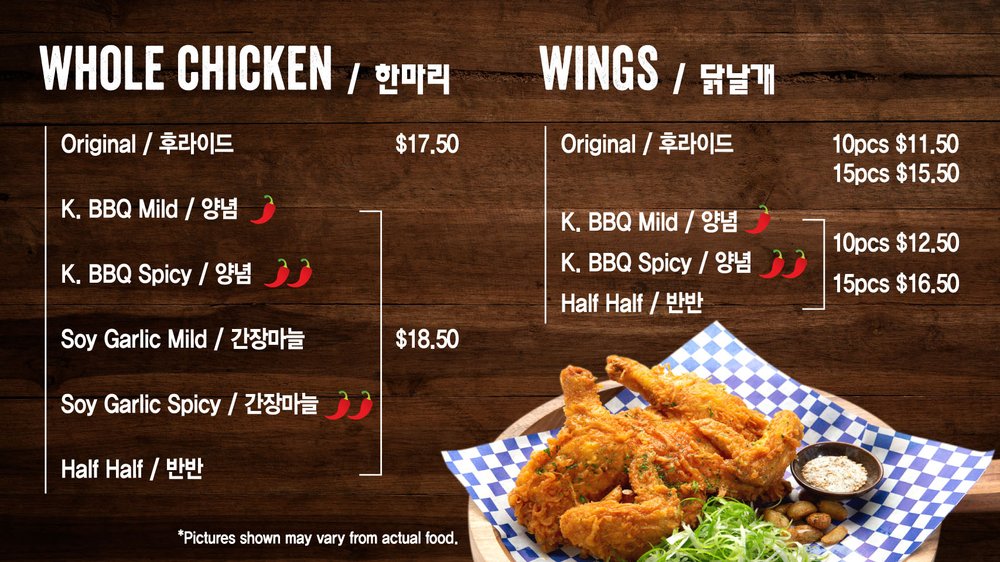 WHOLE CHICKEN / 한마리
Original / 후라이드 $17.50
K. BBQ Mild / 양념
K. BBQ Spicy / 양념
Soy Garlic Mild / 간장마늘 $18.50
Soy Garlic Spicy / 간장마늘
Half Half / 반반
WINGS / 닭날개
Original / 후라이드 10pcs $11.50
15pcs $15.50
K. BBQ Mild / 양념
10pcs $12.50
K. BBQ Spicy / 양념
15pcs $16.50
Half Half / 반반
*Pictures shown may vary from actual food.